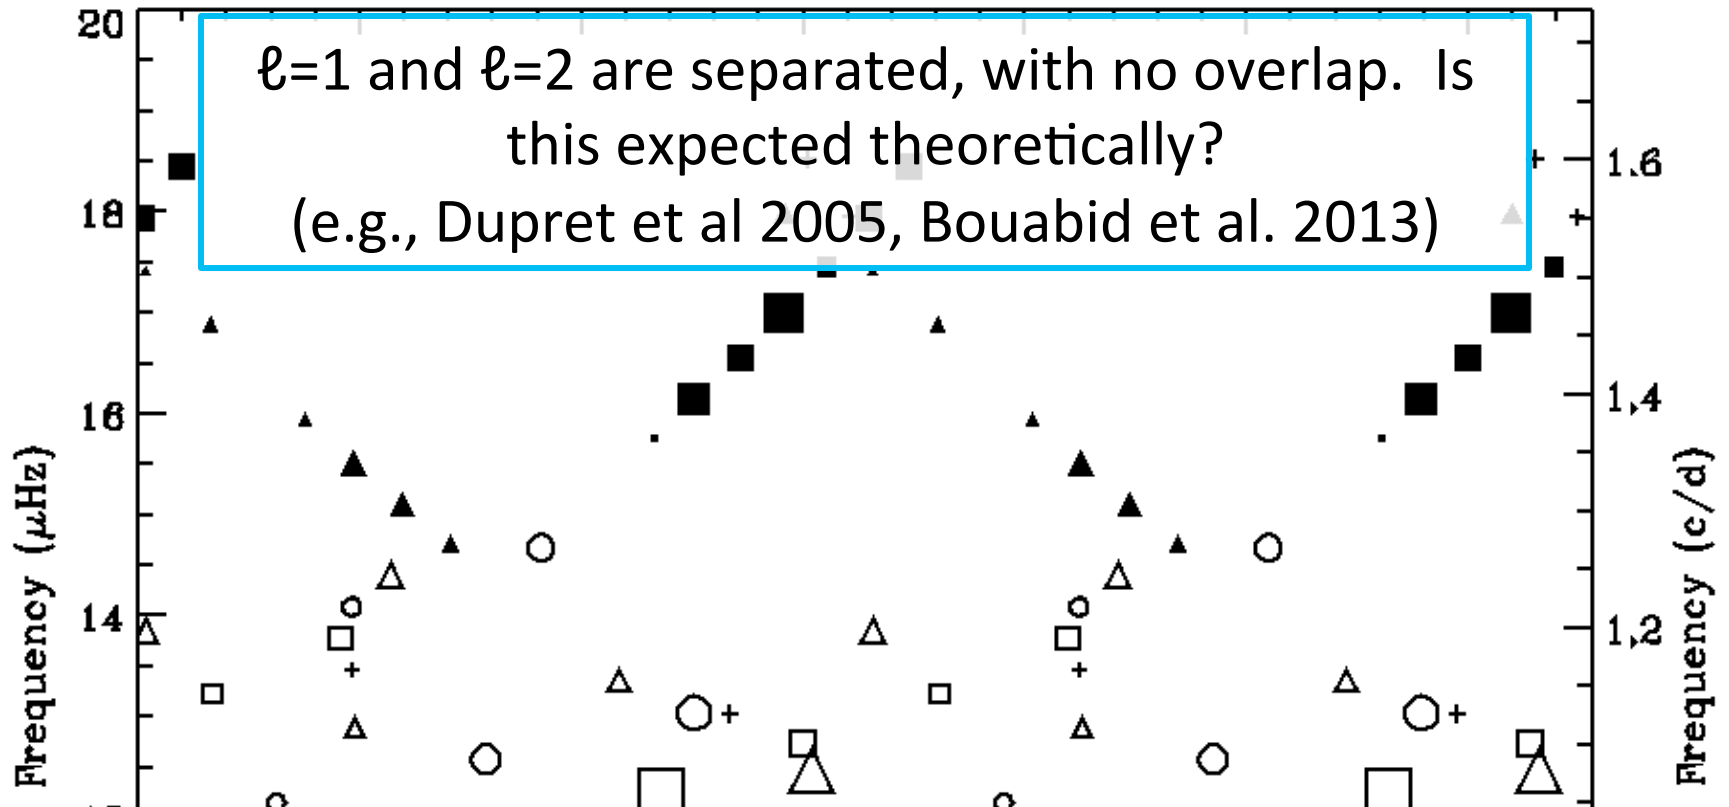 20
ℓ=1 and ℓ=2 are separated, with no overlap.  Is
this expected theoretically?
(e.g., Dupret et al 2005, Bouabid et al. 2013)
1.6
18
16
1.4
14
1.2
Frequency (μHz)
Frequency (c/d)